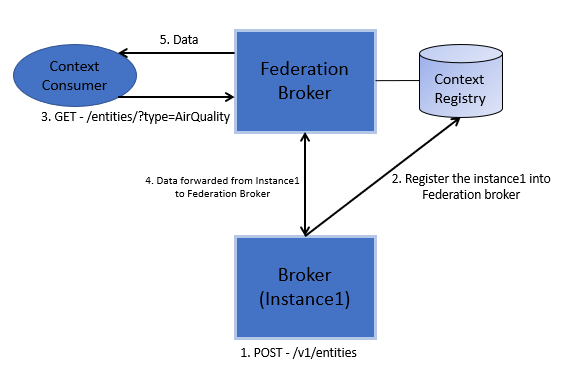 5. Data
Context
Consumer
Federation
Broker
Context
Registry
3. GET - /entities/?type=AirQuality
4. Data forwarded from Instance1
to Federation Broker
2. Register the instance1 into
Federation broker
Broker
(Instance1)
1. POST - /v1/entities